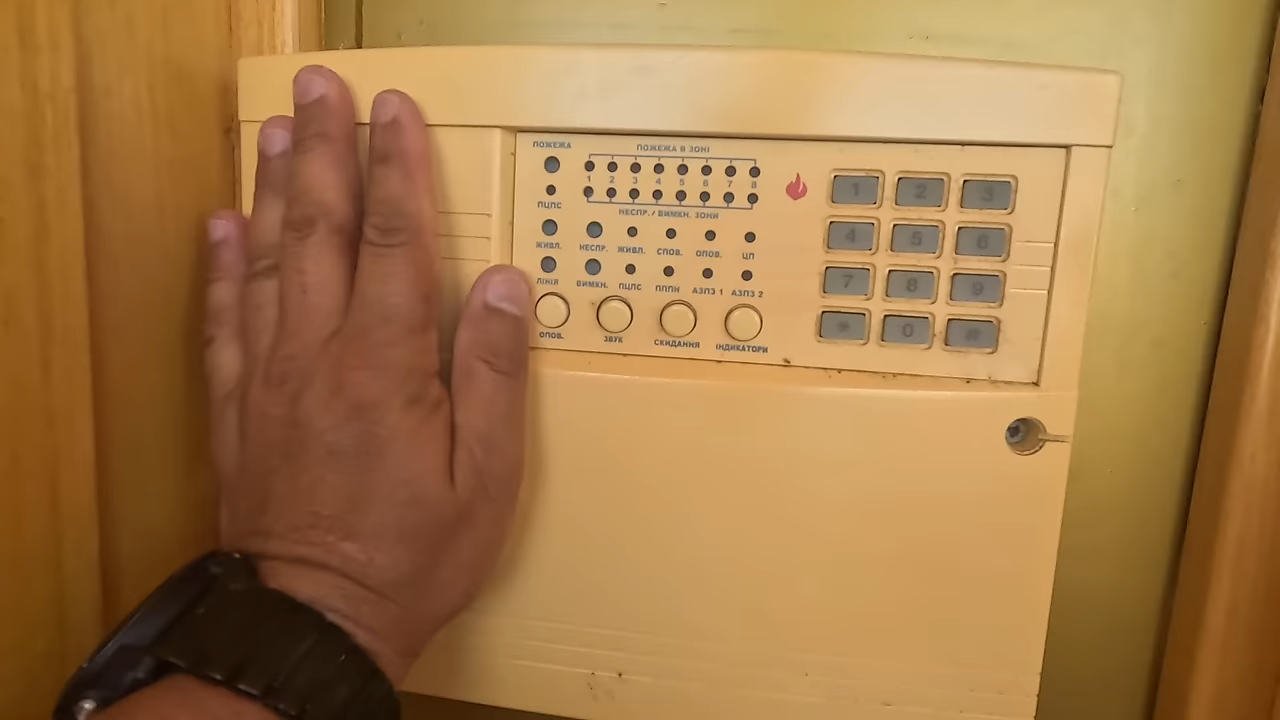 ПОЖЕЖА
ПОЖЕЖА В ЗОНІ
1 2 3 4 5 6 7 8
ПЦПС
НЕСПР. / ВИМКН. ЗОНИ
ЖИВЛ. НЕСПР. ЖИВЛ. СПОВ. ОПОВ. ЦП
ЛІНІЯ ВИМКН. ПЦПС ПППН АЗПЗ 1 АЗПЗ 2
ОПОВ. ЗВУК СКИДАННЯ ІНДИКАТОРИ
1 2 3
4 5 6
7 8 9
* 0 #